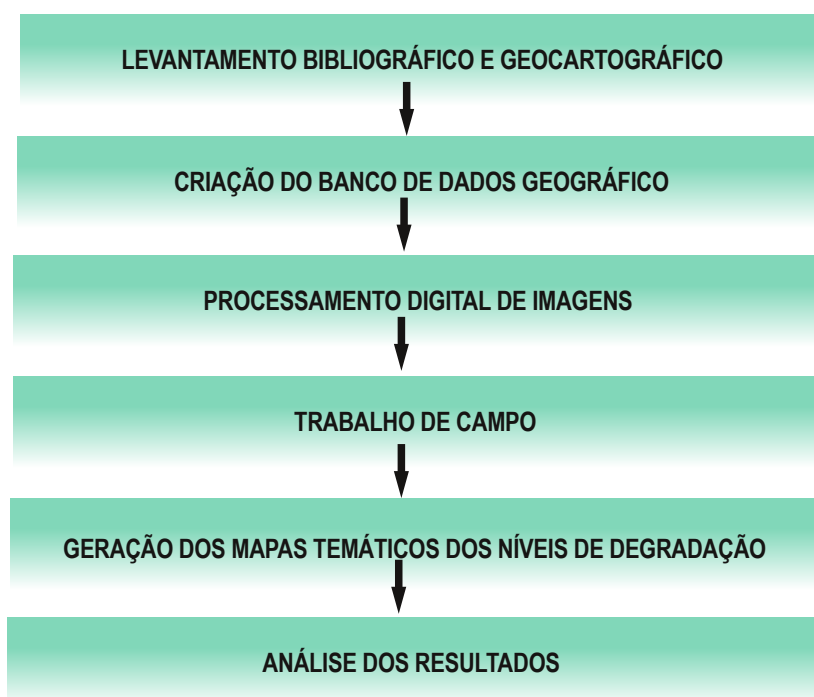 LEVANTAMENTO BIBLIOGRÁFICO E GEOCARTOGRÁFICO
CRIAÇÃO DO BANCO DE DADOS GEOGRÁFICO
PROCESSAMENTO DIGITAL DE IMAGENS
TRABALHO DE CAMPO
GERAÇÃO DOS MAPAS TEMÁTICOS DOS NÍVEIS DE DEGRADAÇÃO
ANÁLISE DOS RESULTADOS